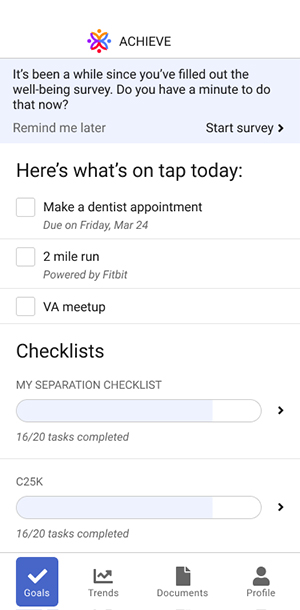 ACHIEVE
It's been a while since you've filled out the
well-being survey. Do you have a minute to do
that now?
Remind me later
Start survey
Here's what's on tap today:
Make a dentist appointment
Due on Friday, Mar 24
2 mile run
Powered by Fitbit
VA meetup
Checklists
MY SEPARATION CHECKLIST
16/20 tasks completed
C25K
16/20 tasks completed
Goals
Trends
Documents
Profile